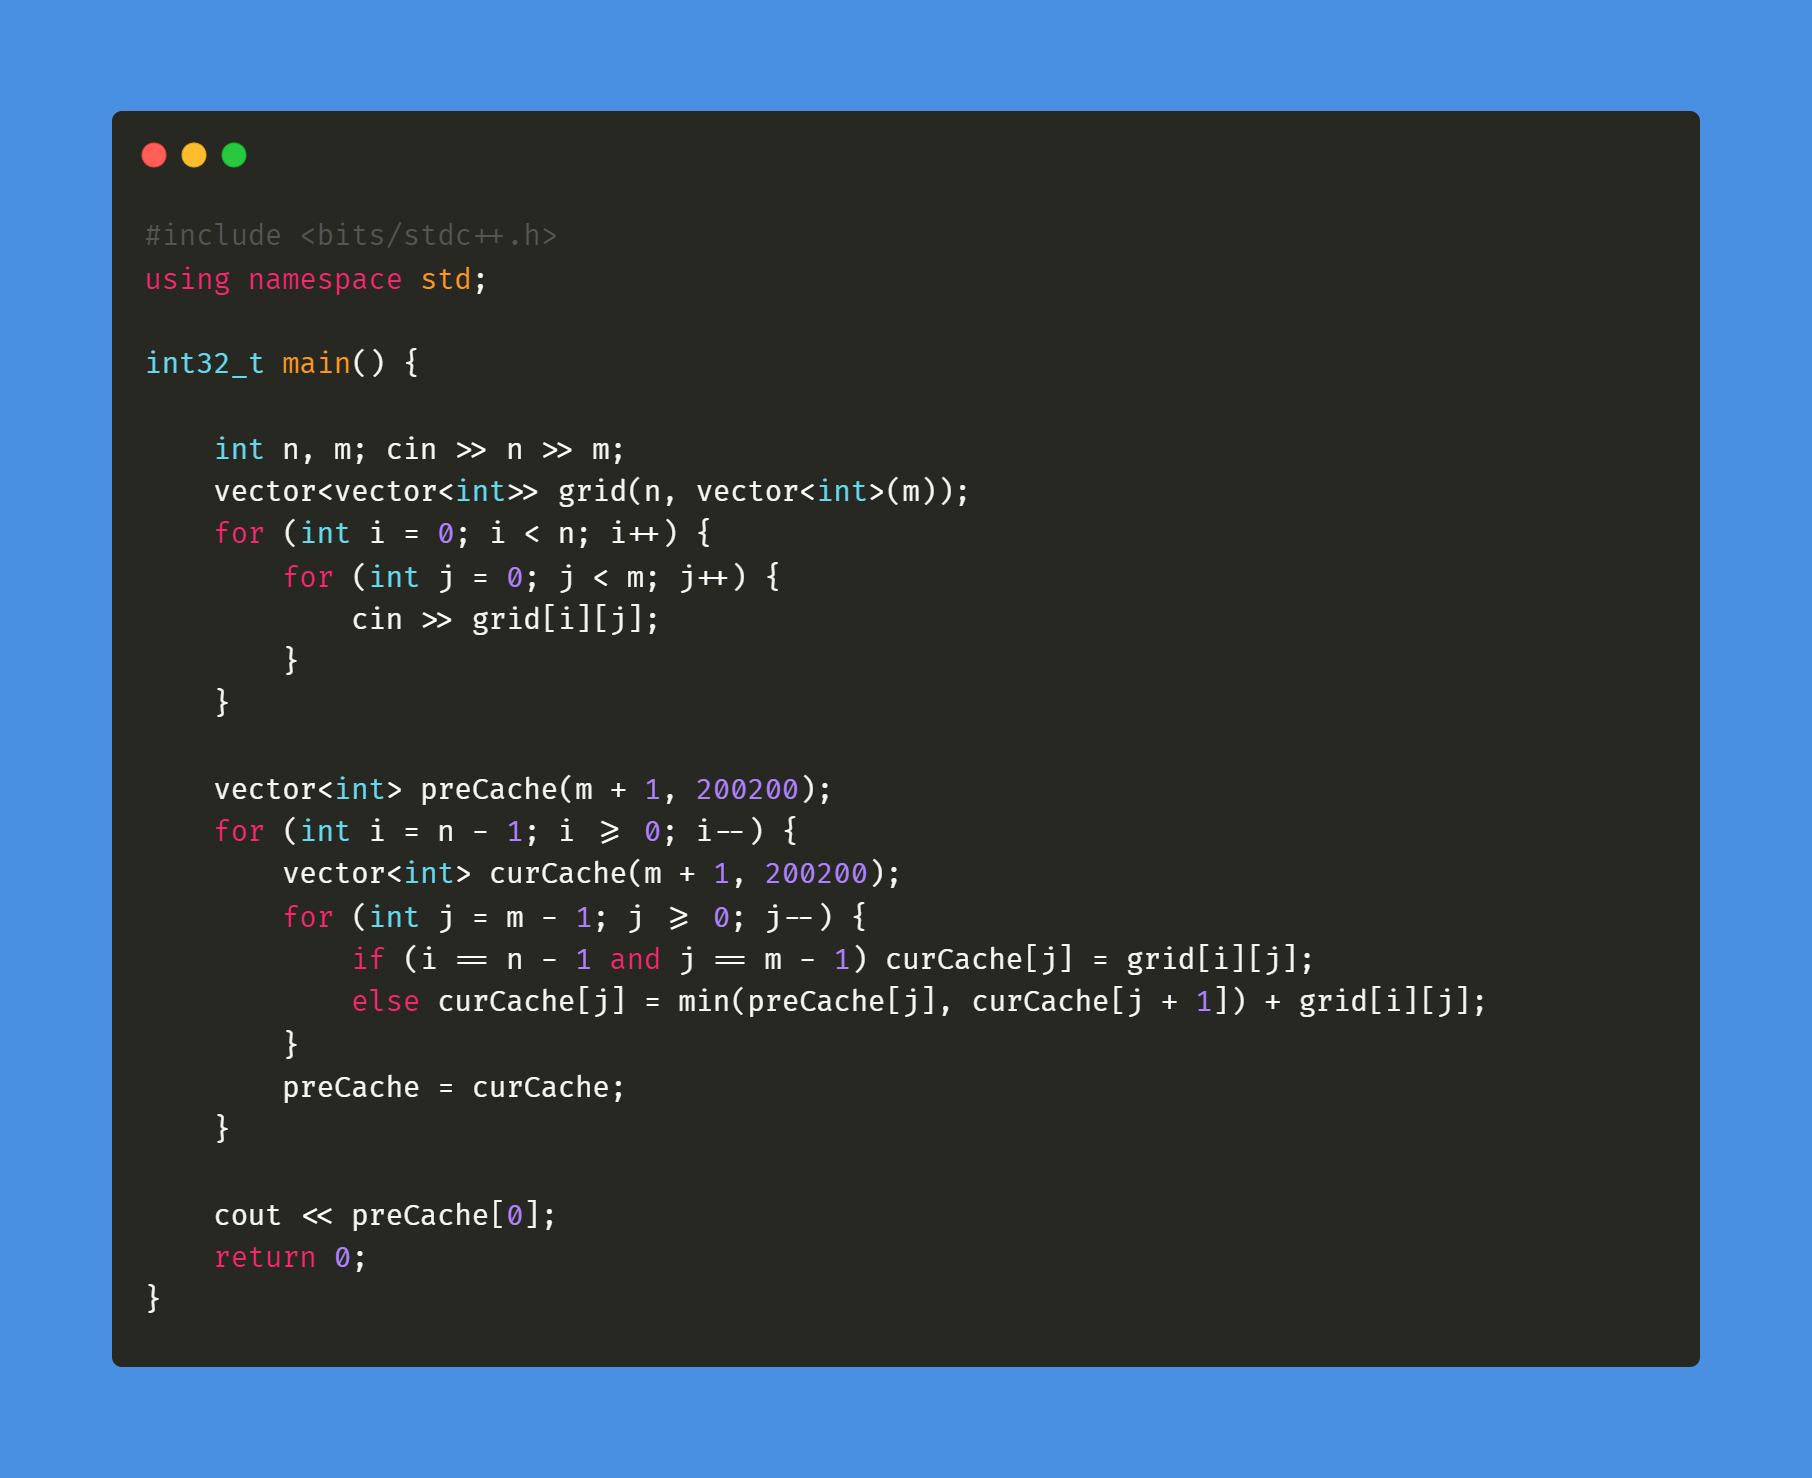 #include <bits/stdc++.h>
using namespace std;

int32_t main() {

    int n, m; cin >> n >> m;
    vector<vector<int>> grid(n, vector<int>(m));
    for (int i = 0; i < n; i++) {
        for (int j = 0; j < m; j++) {
            cin >> grid[i][j];
        }
    }

    vector<int> preCache(m + 1, 200200);
    for (int i = n - 1; i >= 0; i--) {
        vector<int> curCache(m + 1, 200200);
        for (int j = m - 1; j >= 0; j--) {
            if (i == n - 1 and j == m - 1) curCache[j] = grid[i][j];
            else curCache[j] = min(preCache[j], curCache[j + 1]) + grid[i][j];
        }
        preCache = curCache;
    }

    cout << preCache[0];
    return 0;
}